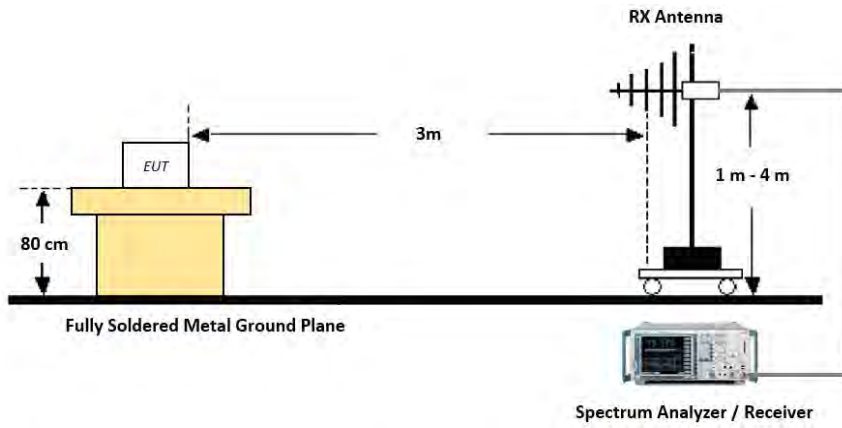 RX Antenna
3m
EUT
1 m - 4 m
80 cm
Fully Soldered Metal Ground Plane
Spectrum Analyzer / Receiver